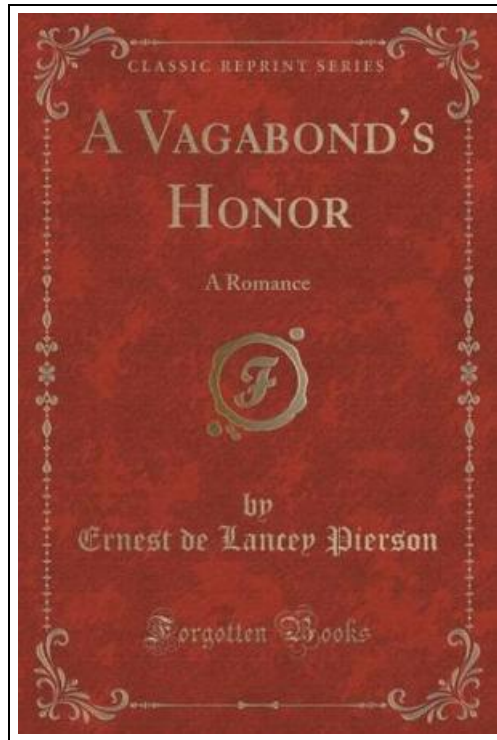 CLASSIC REPRINT SERIES
A VAGABOND'S
HONOR
A Romance
F
by
Ernest de Lancey Pierson
Forgotten Books